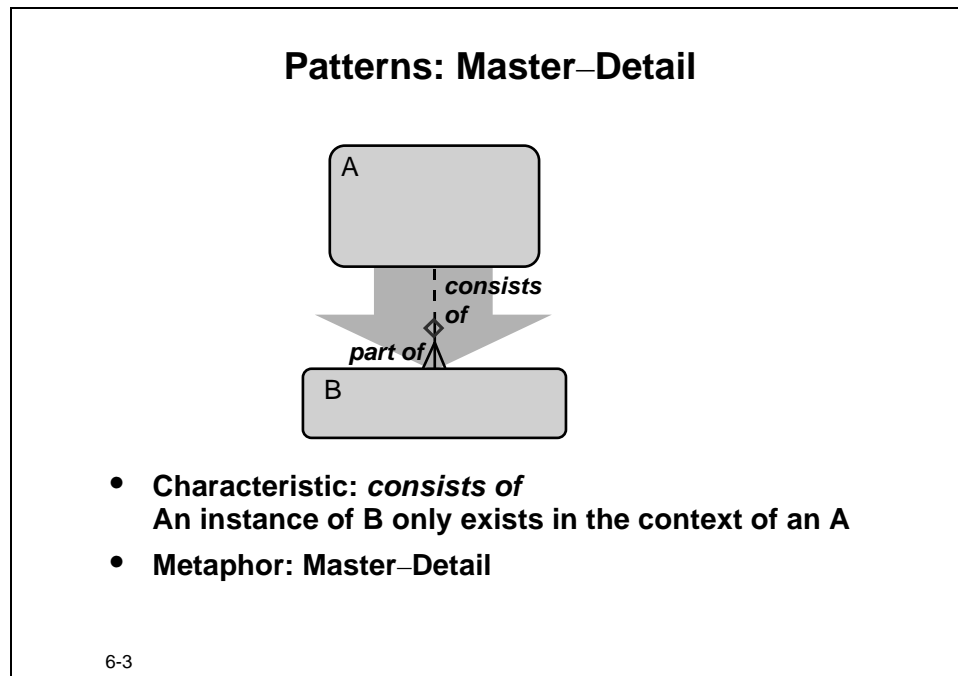 Patterns: Master–Detail
A
consists
of
part of
B
• Characteristic: consists of
An instance of B only exists in the context of an A
• Metaphor: Master–Detail
6-3